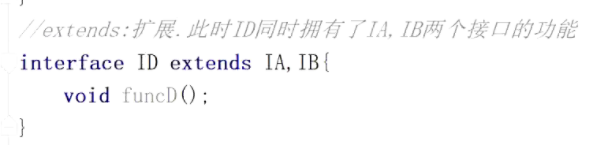 //extends:扩展.此时ID同时拥有了IA,IB两个接口的功能
interface ID extends IA,IB{
    void funcD();
}